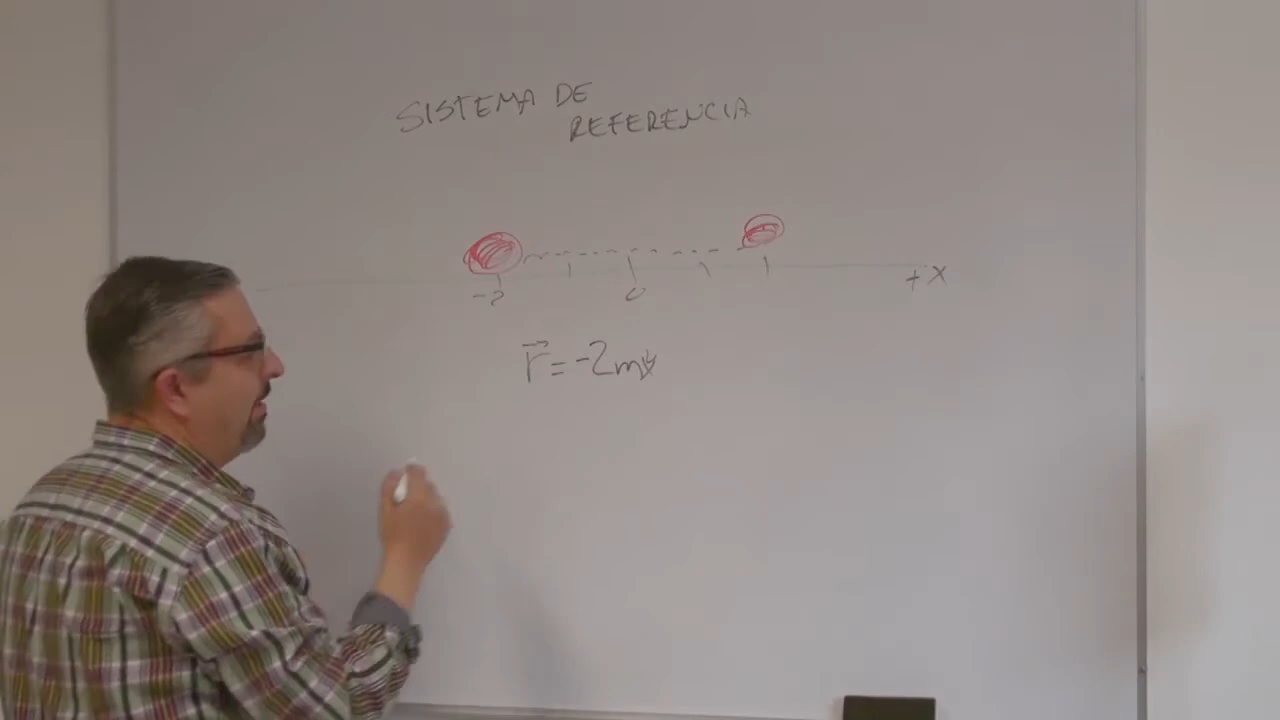 SISTEMA DE
REFERENCIA
-2 0 +X
r⃗ = -2m